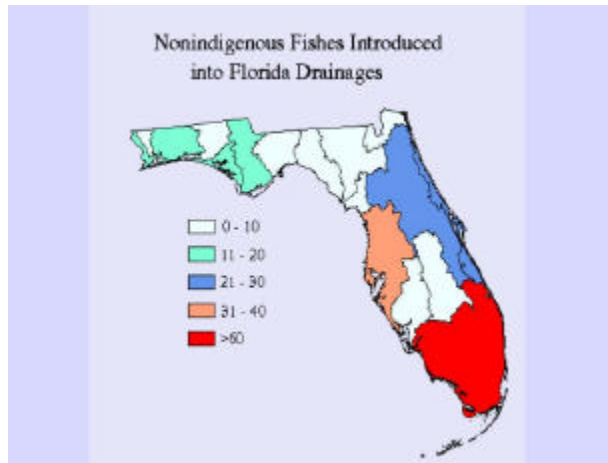 Nonindigenous Fishes Introduced
into Florida Drainages
0 - 10
11 - 20
21 - 30
31 - 40
>60